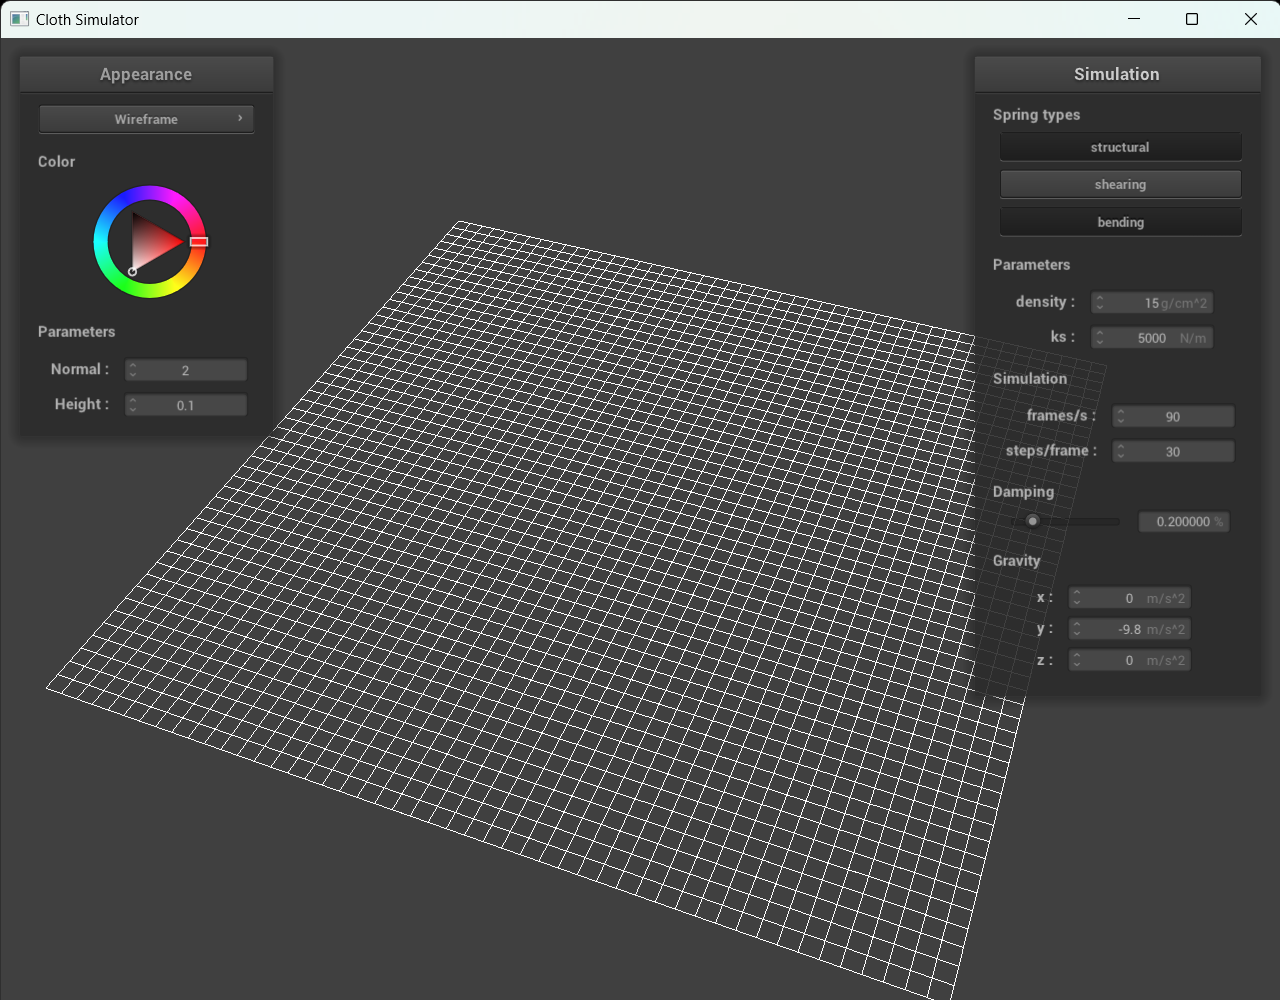 Cloth Simulator
Appearance
Wireframe
Color
Parameters
Normal : 2
Height : 0.1
Simulation
Spring types
structural
shearing
bending
Parameters
density : 15 g/cm^2
ks : 5000 N/m
Simulation
frames/s : 90
steps/frame : 30
Damping
0.200000 %
Gravity
x : 0 m/s^2
y : -9.8 m/s^2
z : 0 m/s^2